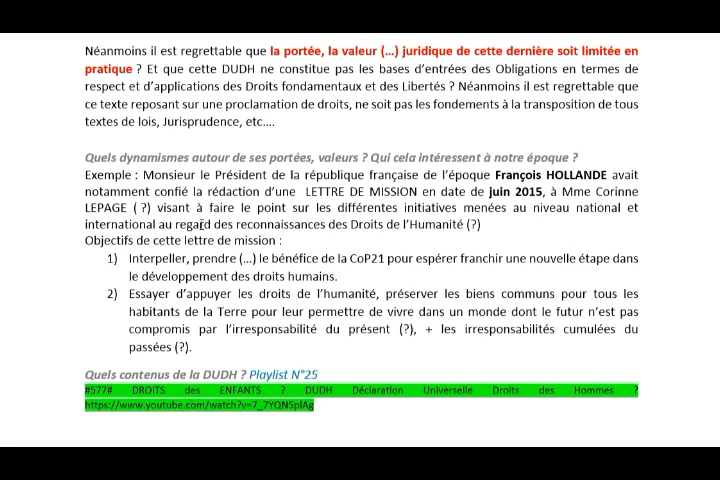 Néanmoins il est regrettable que la portée, la valeur (…) juridique de cette dernière soit limitée en
pratique ? Et que cette DUDH ne constitue pas les bases d'entrées des Obligations en termes de
respect et d'applications des Droits fondamentaux et des Libertés ? Néanmoins il est regrettable que
ce texte reposant sur une proclamation de droits, ne soit pas les fondements à la transposition de tous
textes de lois, Jurisprudence, etc….
Quels dynamismes autour de ses portées, valeurs ? Qui cela intéressent à notre époque ?
Exemple : Monsieur le Président de la république française de l'époque François HOLLANDE avait
notamment confié la rédaction d'une LETTRE DE MISSION en date de juin 2015, à Mme Corinne
LEPAGE ( ?) visant à faire le point sur les différentes initiatives menées au niveau national et
international au regard des reconnaissances des Droits de l'Humanité (?)
Objectifs de cette lettre de mission :
1) Interpeller, prendre (…) le bénéfice de la CoP21 pour espérer franchir une nouvelle étape dans
le développement des droits humains.
2) Essayer d'appuyer les droits de l'humanité, préserver les biens communs pour tous les
habitants de la Terre pour leur permettre de vivre dans un monde dont le futur n'est pas
compromis par l'irresponsabilité du présent (?), + les irresponsabilités cumulées du
passées (?).
Quels contenus de la DUDH ? Playlist N°25
#577# DROITS des ENFANTS ? DUDH Déclaration Universelle Droits des Hommes ?
https://www.youtube.com/watch?v=7_7YQN5plAg